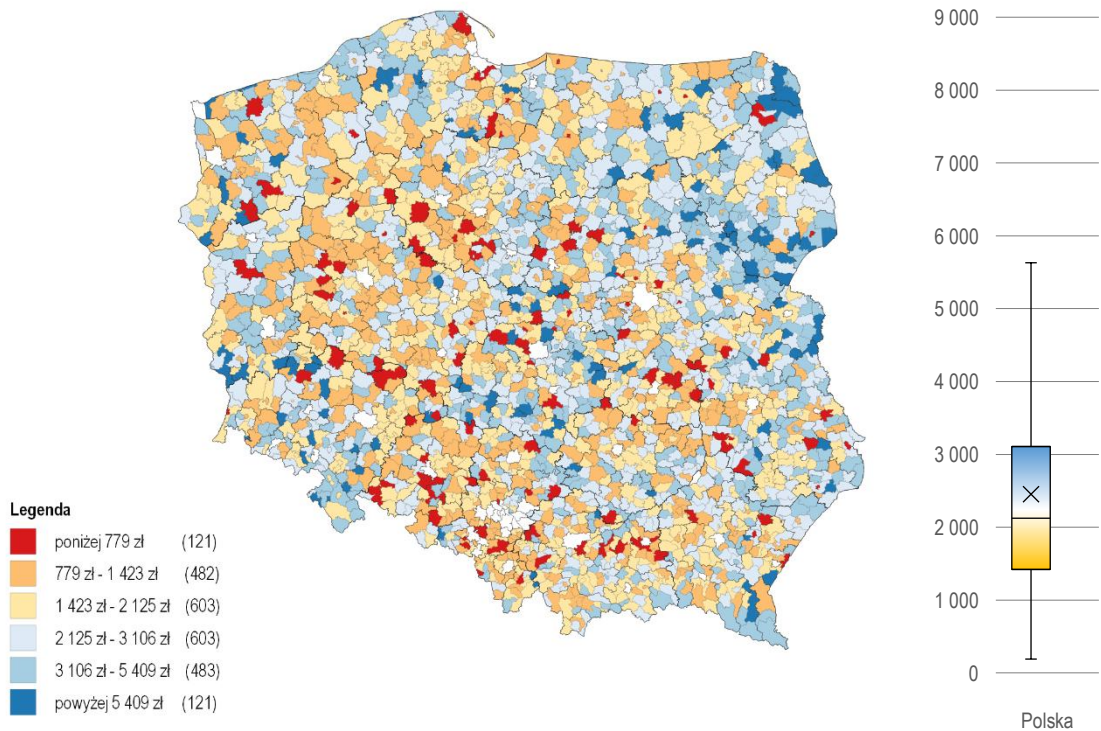 Legenda
poniżej 779 zł (121)
779 zł - 1 423 zł (482)
1 423 zł - 2 125 zł (603)
2 125 zł - 3 106 zł (603)
3 106 zł - 5 409 zł (483)
powyżej 5 409 zł (121)
9 000
8 000
7 000
6 000
5 000
4 000
3 000
2 000
1 000
0
Polska